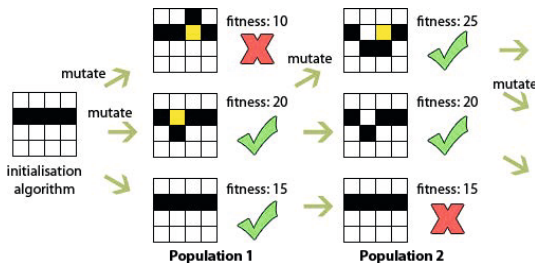 fitness: 10
fitness: 25
mutate
mutate
mutate
mutate
fitness: 20
fitness: 20
initialisation
algorithm
fitness: 15
fitness: 15
Population 1
Population 2